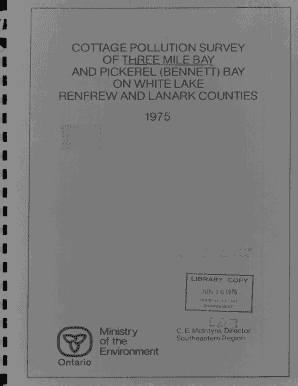 COTTAGE POLLUTION SURVEY
OF THREE MILE BAY
AND PICKEREL (BENNETT) BAY
ON WHITE LAKE
RENFREW AND LANARK COUNTIES
1975
LIBRARY COPY
Ministry
of the
Environment
Ontario
C. E. McIntyre, Director
Southeastern Region